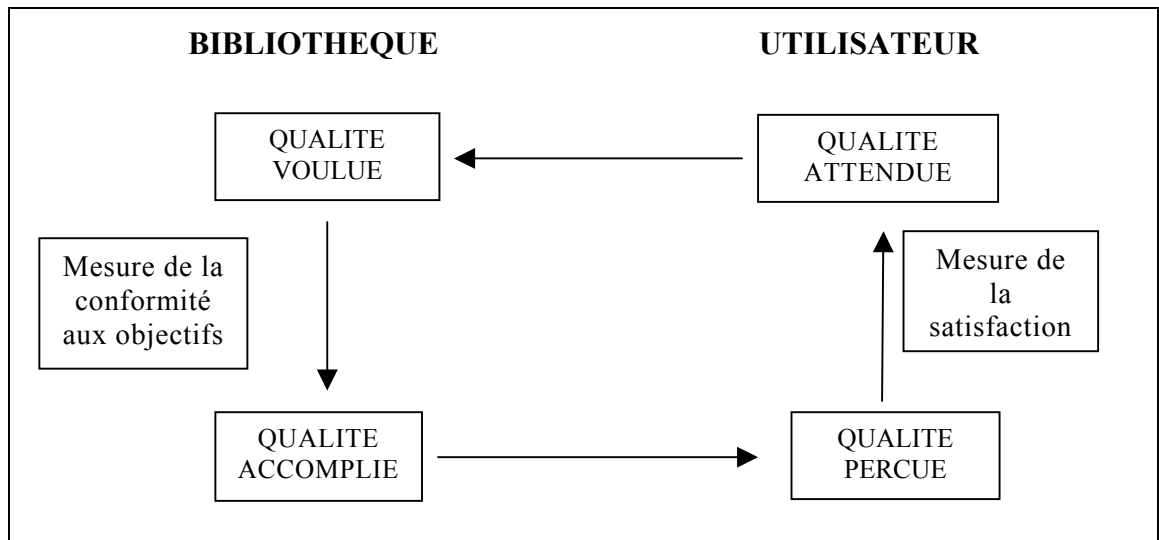 BIBLIOTHEQUE
UTILISATEUR
QUALITE
VOULUE
QUALITE
ATTENDUE
Mesure de la
conformité
aux objectifs
Mesure de
la
satisfaction
QUALITE
ACCOMPLIE
QUALITE
PERCUE